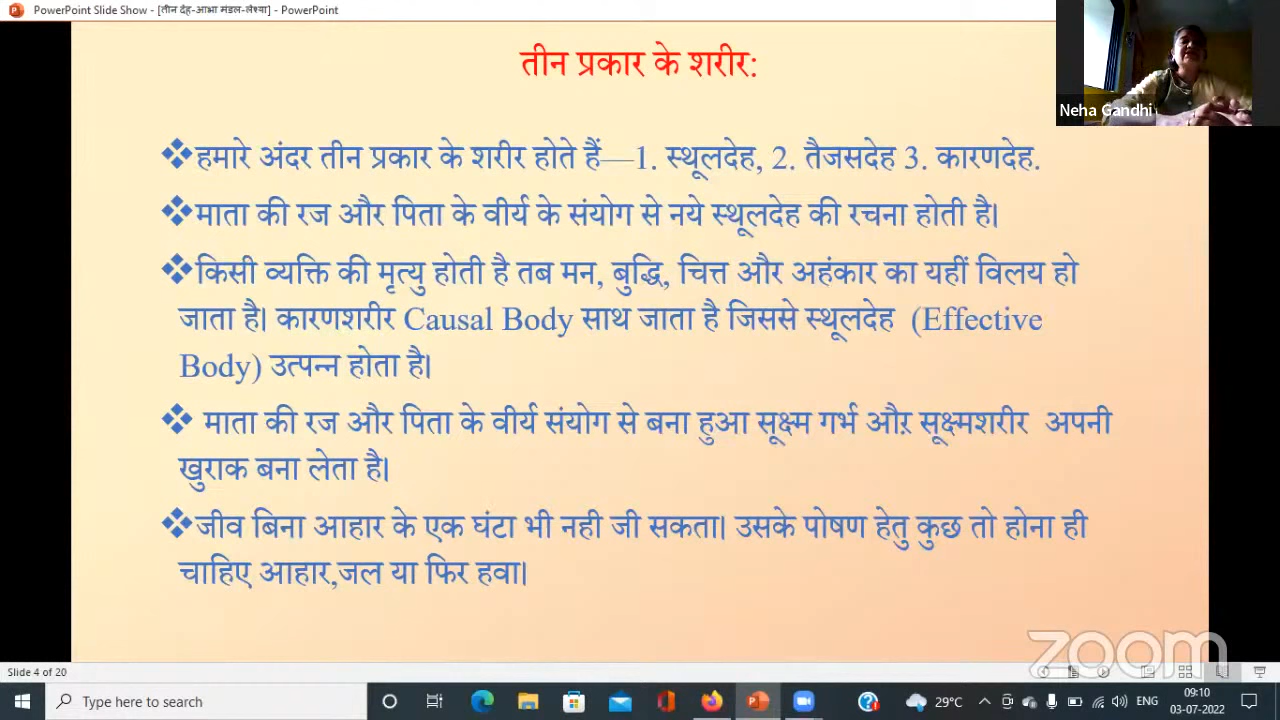 PowerPoint Slide Show - [तीन देह-आभा मंडल-लेश्या] - PowerPoint
Neha Gandhi
तीन प्रकार के शरीर:
❖हमारे अंदर तीन प्रकार के शरीर होते हैं—1. स्थूलदेह, 2. तैजसदेह 3. कारणदेह.
❖माता की रज और पिता के वीर्य के संयोग से नये स्थूलदेह की रचना होती है।
❖किसी व्यक्ति की मृत्यु होती है तब मन, बुद्धि, चित्त और अहंकार का यहीं विलय हो
जाता है। कारणशरीर Causal Body साथ जाता है जिससे स्थूलदेह (Effective
Body) उत्पन्न होता है।
❖ माता की रज और पिता के वीर्य संयोग से बना हुआ सूक्ष्म गर्भ औऱ सूक्ष्मशरीर अपनी
खुराक बना लेता है।
❖जीव बिना आहार के एक घंटा भी नही जी सकता। उसके पोषण हेतु कुछ तो होना ही
चाहिए आहार,जल या फिर हवा।
zoom
Slide 4 of 20
Type here to search
29°C
ENG
09:10
03-07-2022